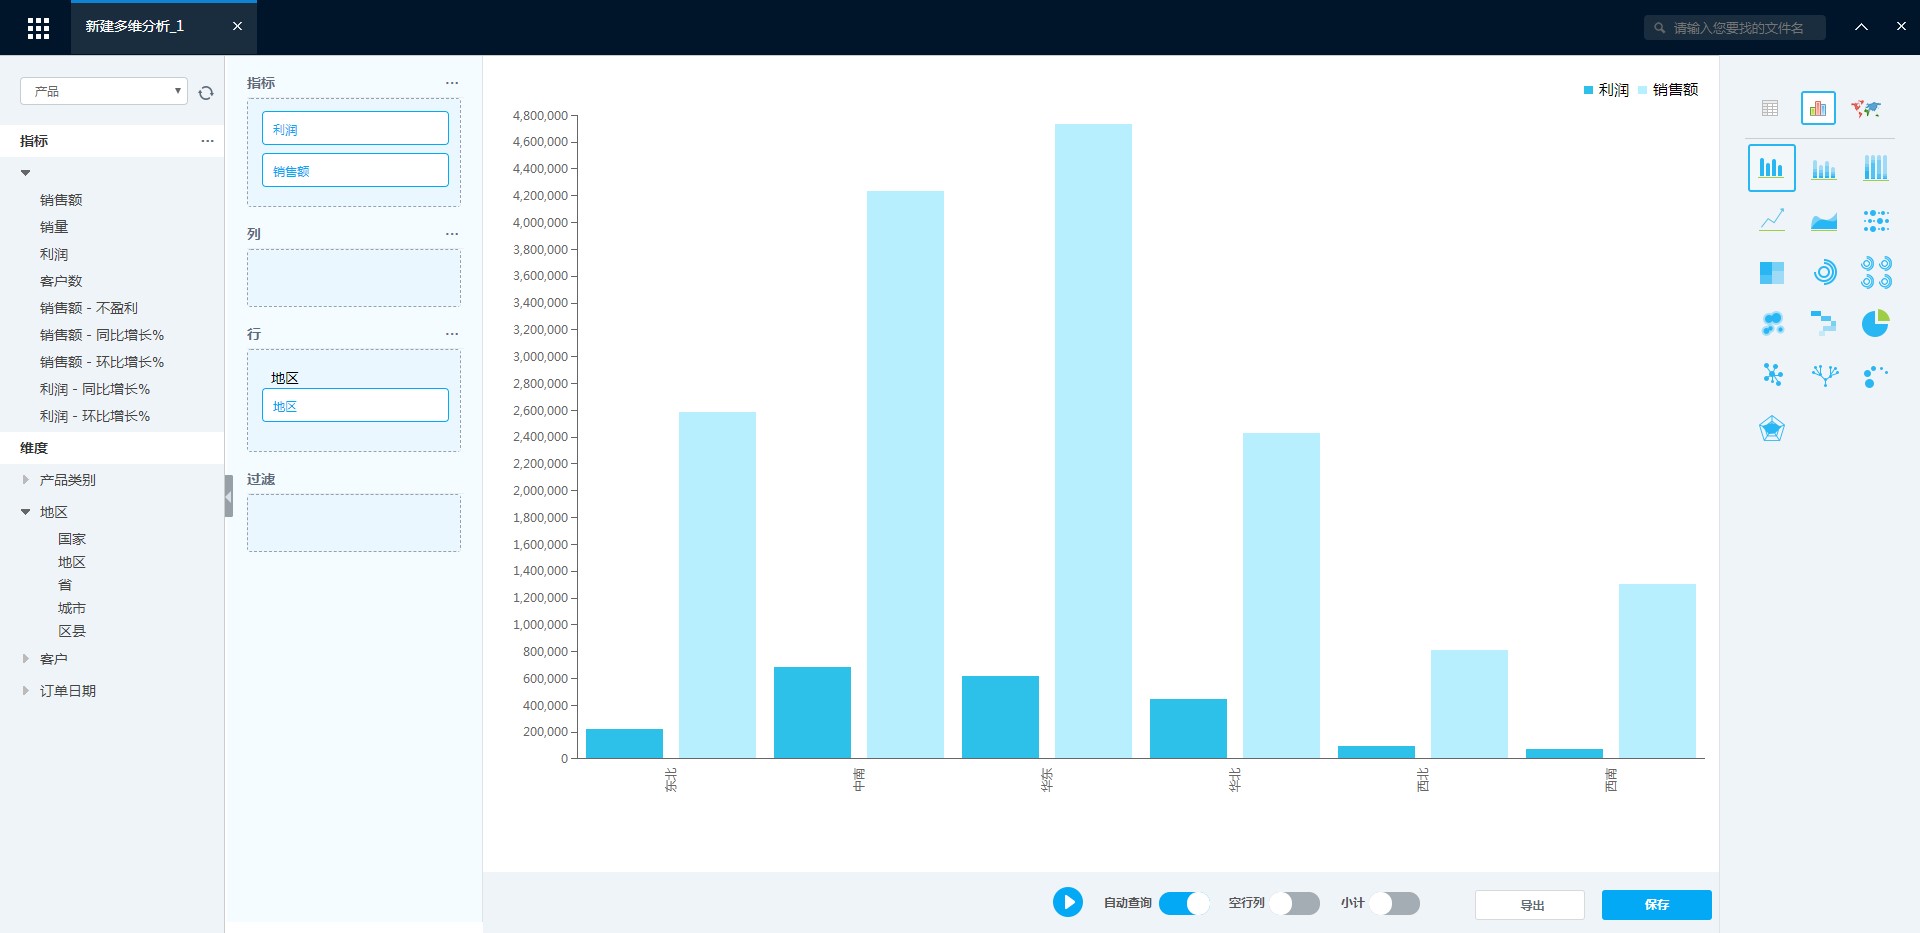 新建多维分析_1
请输入您要找的文件名
产品
指标
销售额
销量
利润
客户数
销售额 - 不盈利
销售额 - 同比增长%
销售额 - 环比增长%
利润 - 同比增长%
利润 - 环比增长%
维度
产品类别
地区
国家
地区
省
城市
区县
客户
订单日期
指标
利润
销售额
列
行
地区
地区
过滤
利润 销售额
4,800,000
4,600,000
4,400,000
4,200,000
4,000,000
3,800,000
3,600,000
3,400,000
3,200,000
3,000,000
2,800,000
2,600,000
2,400,000
2,200,000
2,000,000
1,800,000
1,600,000
1,400,000
1,200,000
1,000,000
800,000
600,000
400,000
200,000
0
东北 中南 华东 华北 西北 西南
自动查询 空行列 小计 导出 保存